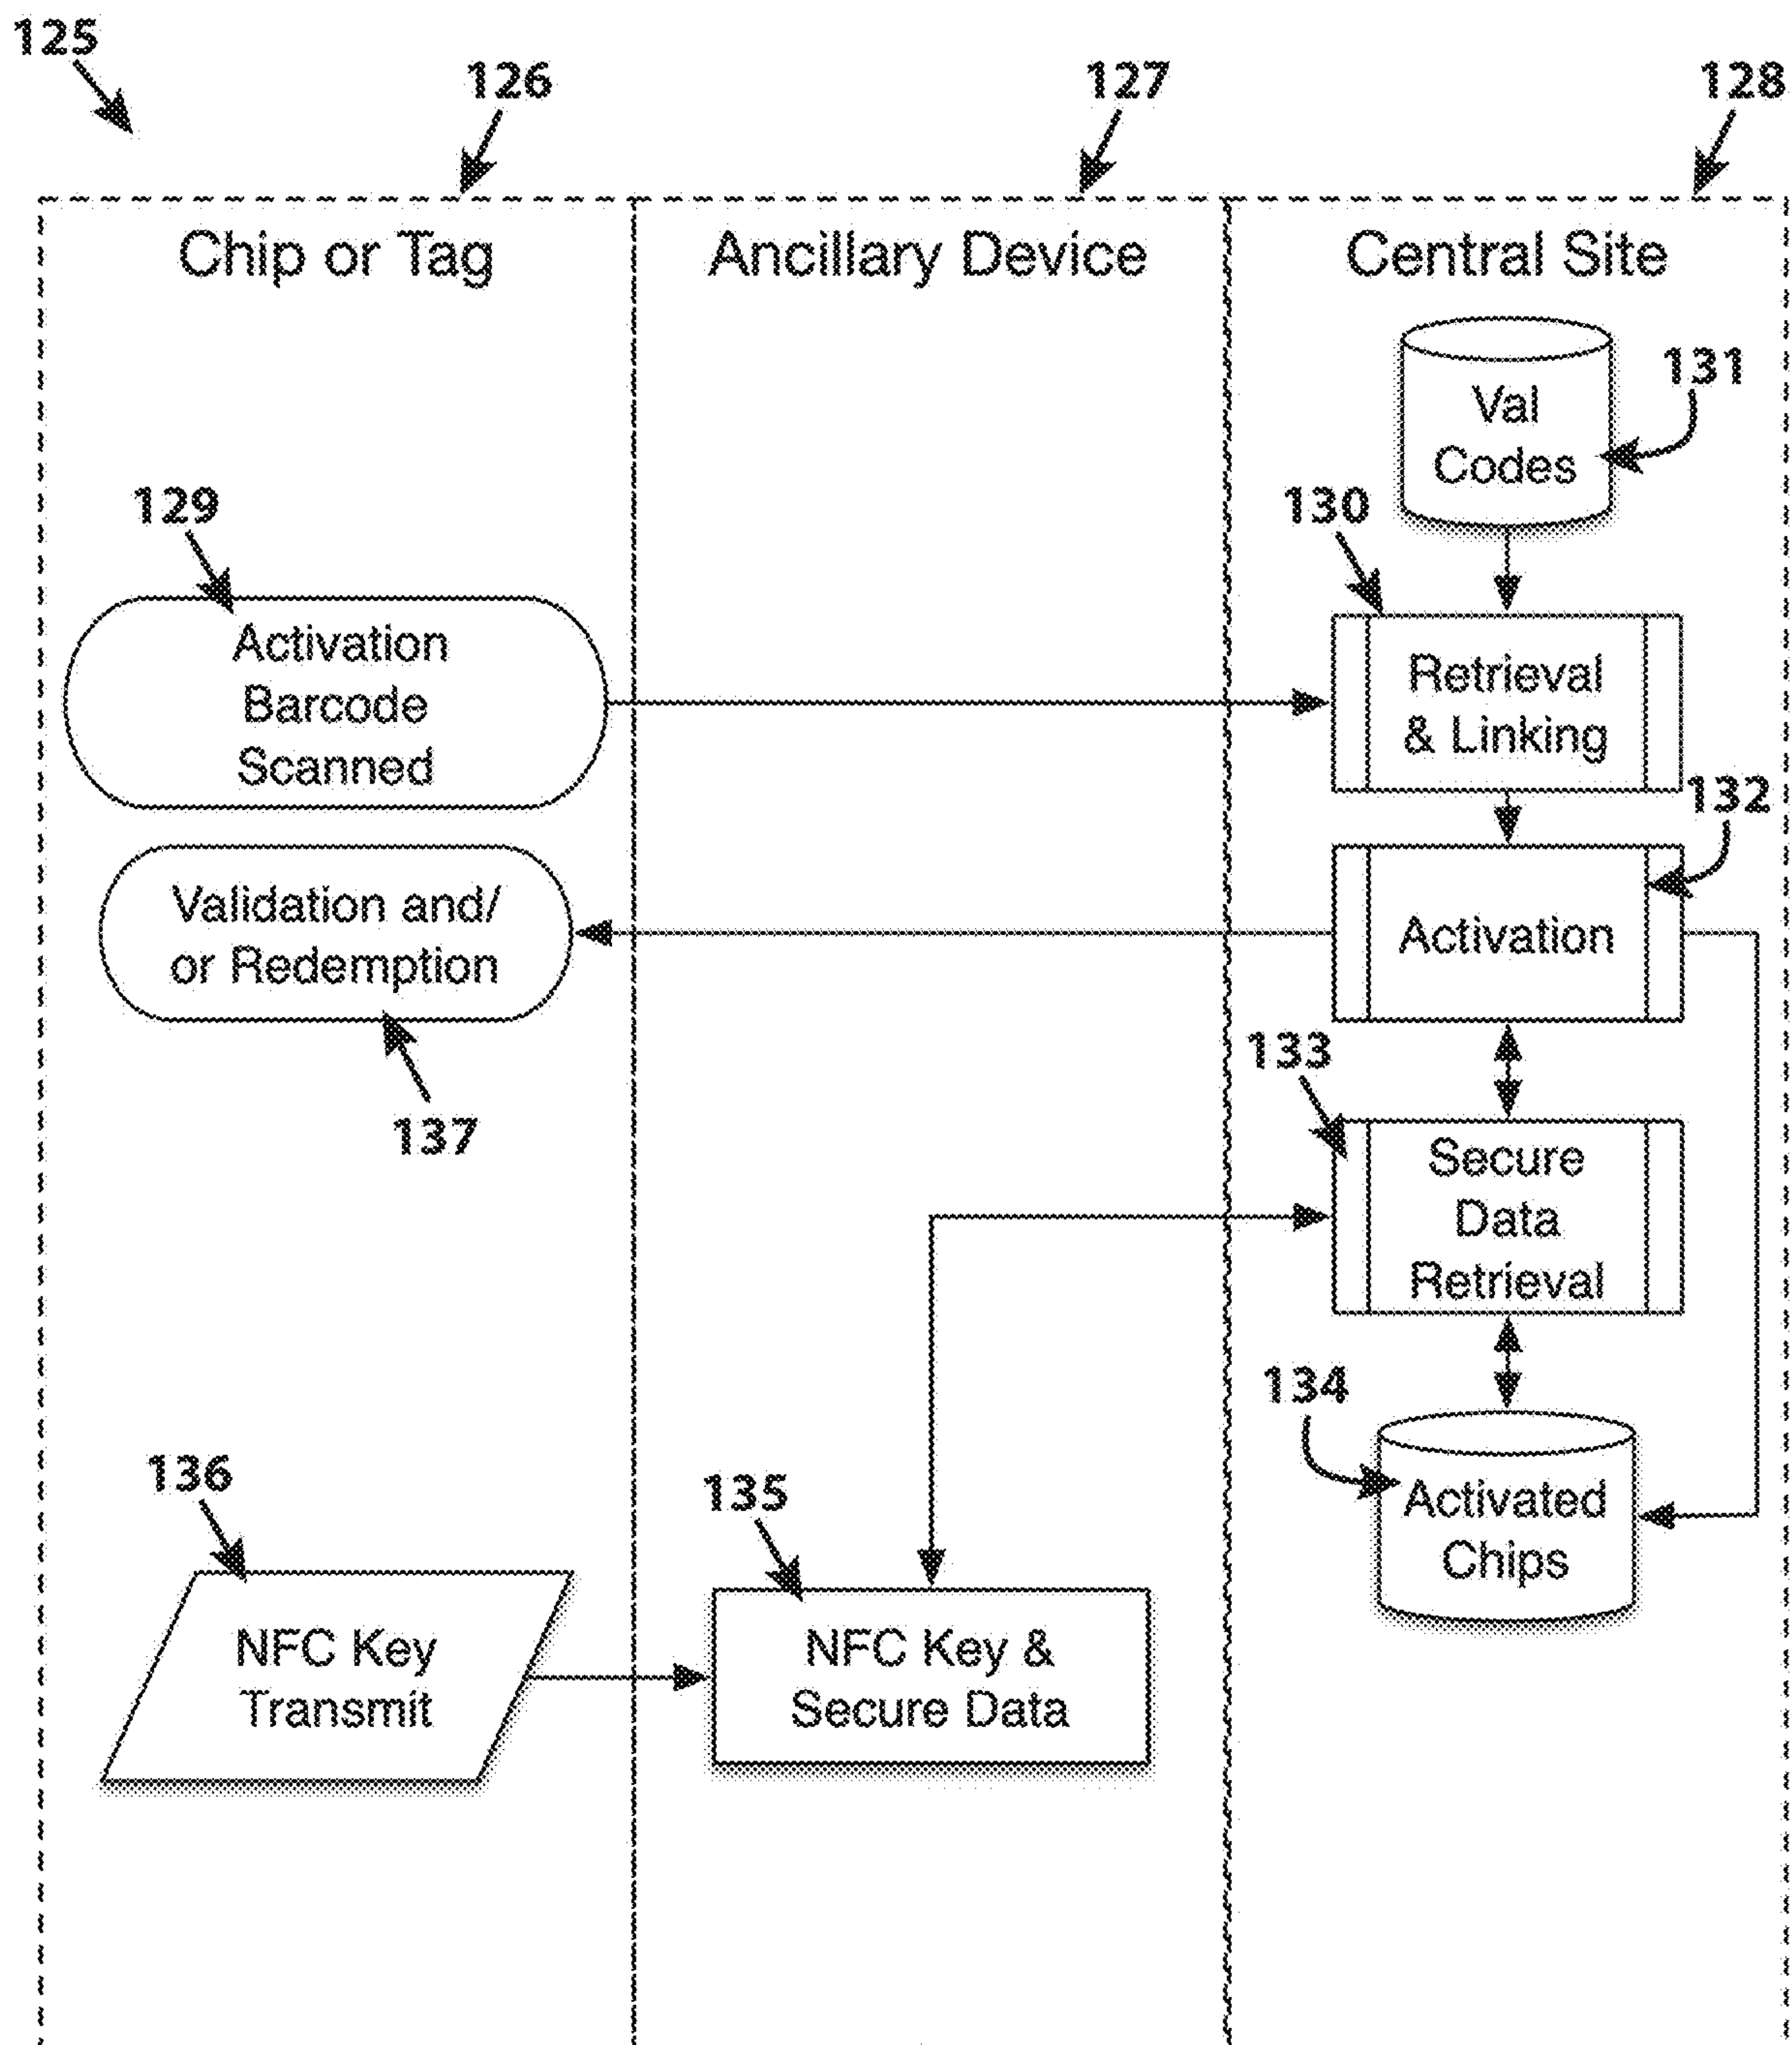 125
126
127
128
Chip or Tag
Ancillary Device
Central Site
Val
Codes
131
129
130
Activation
Barcode
Scanned
Retrieval
& Linking
132
Validation and/
or Redemption
Activation
137
133
Secure
Data
Retrieval
134
Activated
Chips
136
135
NFC Key
Transmit
NFC Key &
Secure Data